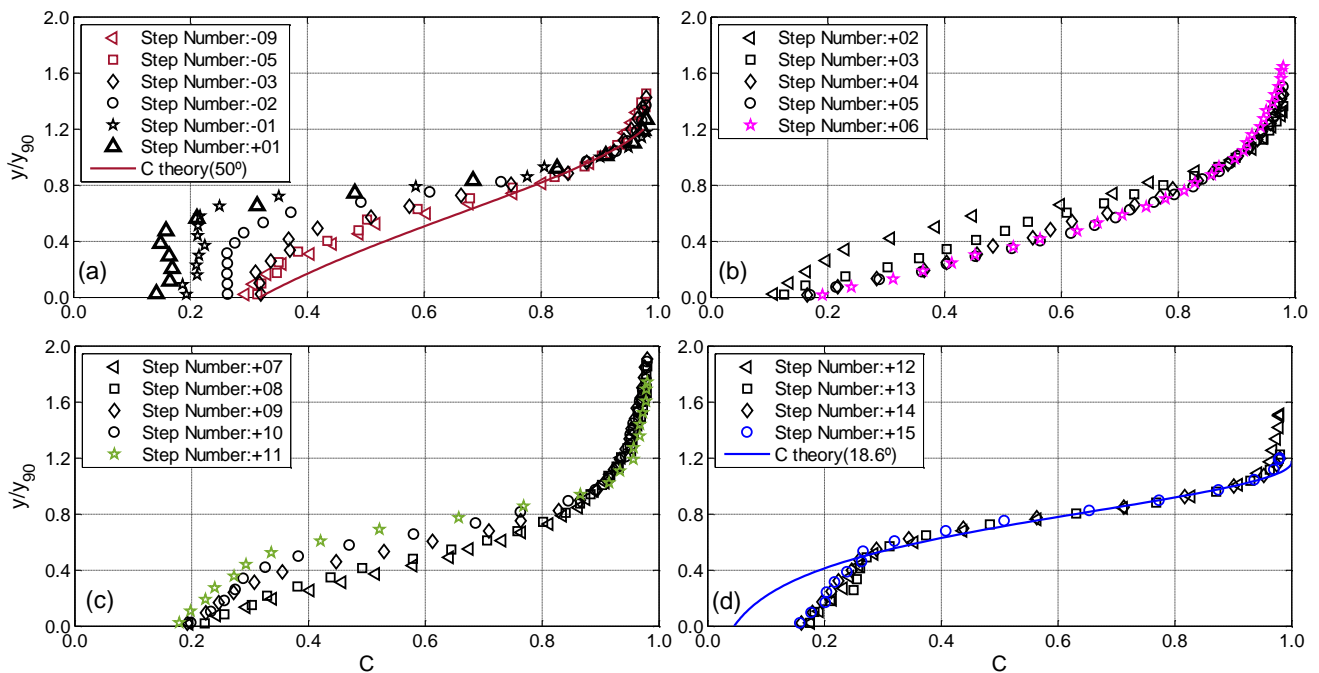 2.0
1.6
1.2
0.8
0.4
0.0
y/y90
Step Number:-09
Step Number:-05
Step Number:-03
Step Number:-02
Step Number:-01
Step Number:+01
C theory(50º)
(a)
0.0
0.2
0.4
0.6
0.8
1.0
2.0
1.6
1.2
0.8
0.4
0.0
Step Number:+02
Step Number:+03
Step Number:+04
Step Number:+05
Step Number:+06
(b)
0.0
0.2
0.4
0.6
0.8
1.0
2.0
1.6
1.2
0.8
0.4
0.0
y/y90
Step Number:+07
Step Number:+08
Step Number:+09
Step Number:+10
Step Number:+11
(c)
0.0
0.2
0.4
0.6
0.8
1.0
C
2.0
1.6
1.2
0.8
0.4
0.0
Step Number:+12
Step Number:+13
Step Number:+14
Step Number:+15
C theory(18.6º)
(d)
0.0
0.2
0.4
0.6
0.8
1.0
C